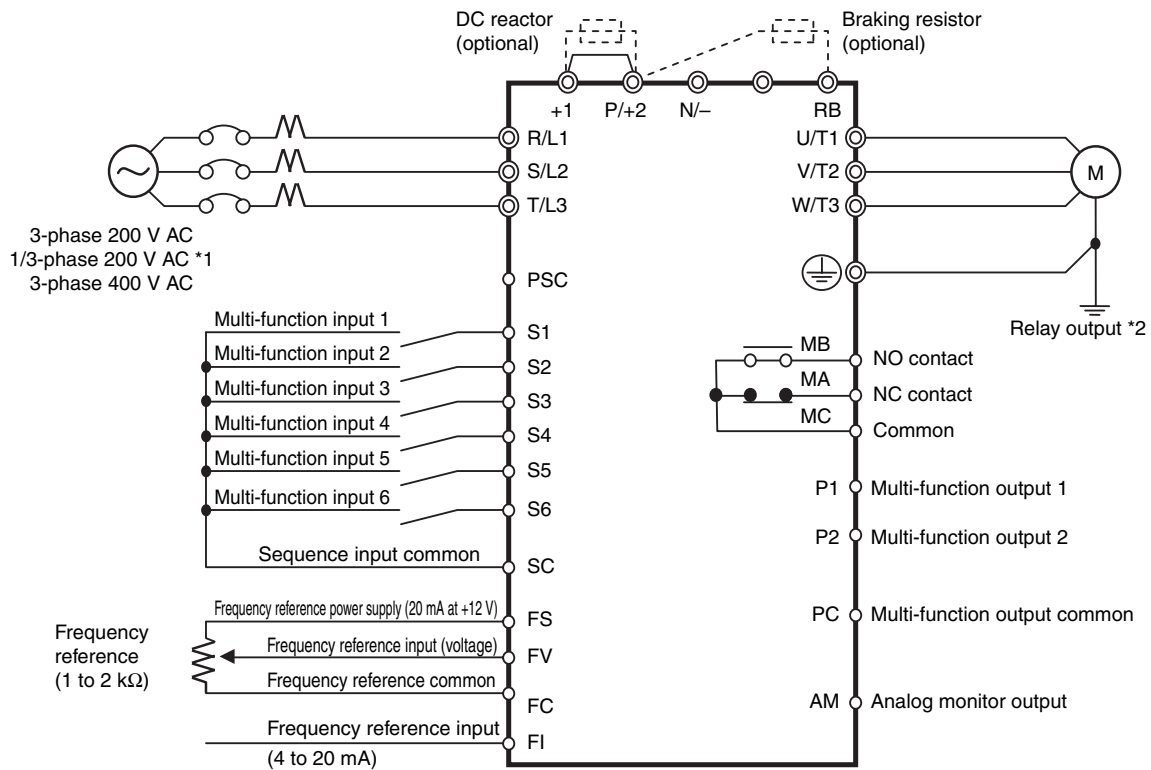 DC reactor
(optional)
Braking resistor
(optional)
+1
P/+2
N/–
RB
R/L1
S/L2
T/L3
U/T1
V/T2
W/T3
M
3-phase 200 V AC
1/3-phase 200 V AC *1
3-phase 400 V AC
PSC
Relay output *2
Multi-function input 1
S1
Multi-function input 2
S2
Multi-function input 3
S3
Multi-function input 4
S4
Multi-function input 5
S5
Multi-function input 6
S6
Sequence input common
SC
MB
NO contact
MA
NC contact
MC
Common
P1
Multi-function output 1
P2
Multi-function output 2
PC
Multi-function output common
AM
Analog monitor output
Frequency
reference
(1 to 2 kΩ)
Frequency reference power supply (20 mA at +12 V)
FS
Frequency reference input (voltage)
FV
Frequency reference common
FC
Frequency reference input
(4 to 20 mA)
FI